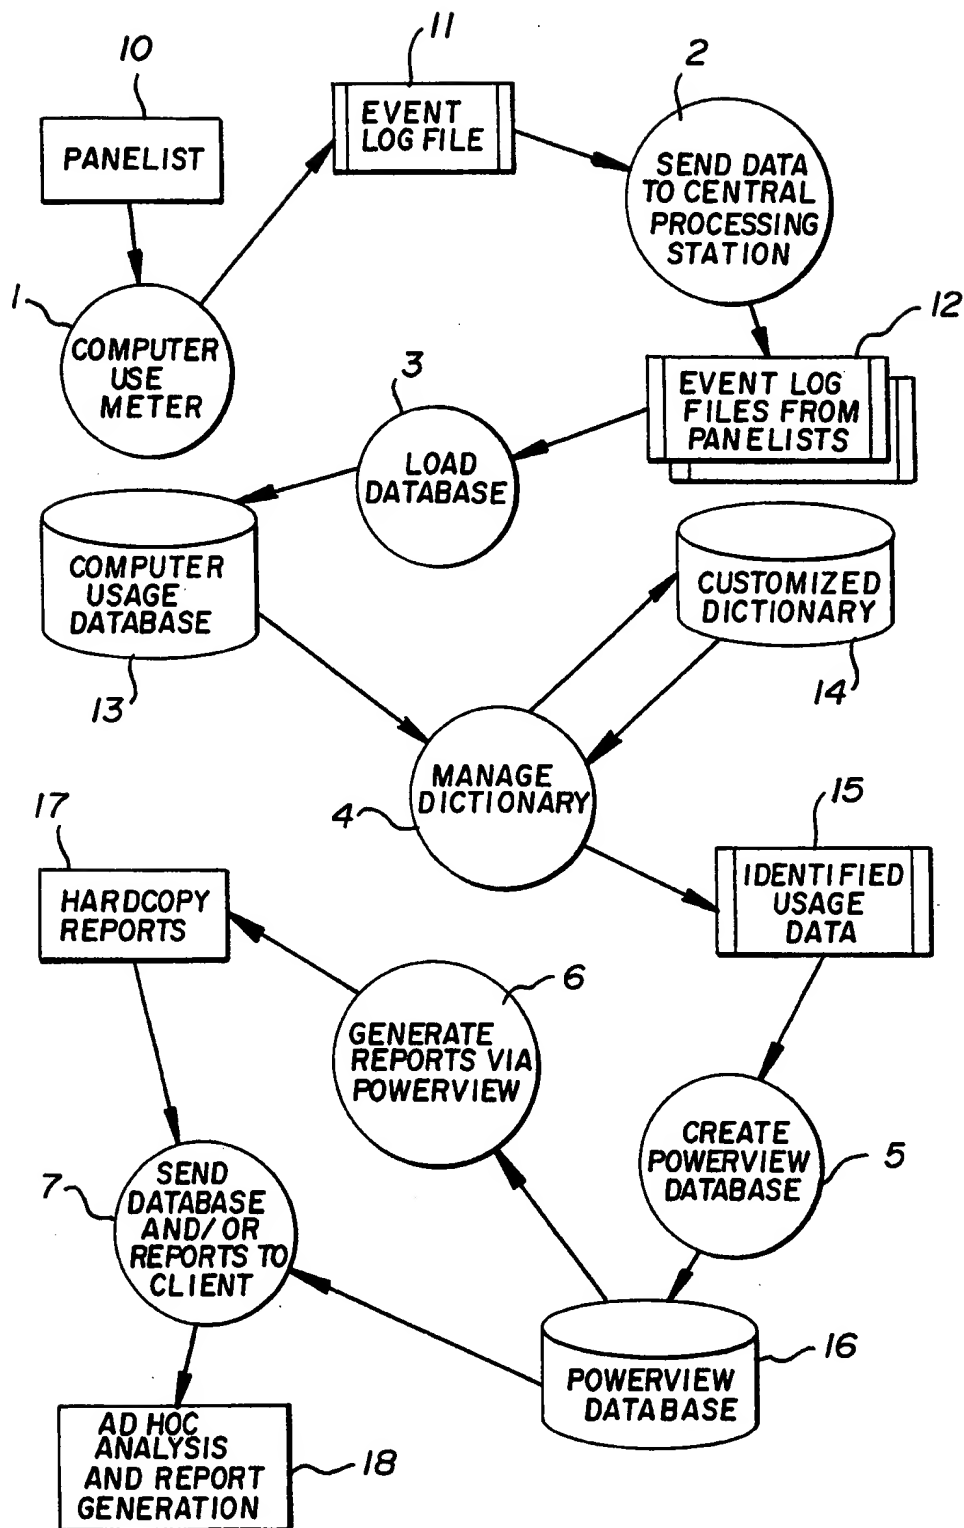 11
10
2
EVENT
LOG FILE
PANELIST
SEND DATA
TO CENTRAL
PROCESSING
STATION
1
12
COMPUTER
USE
METER
3
EVENT LOG
FILES FROM
PANELISTS
LOAD
DATABASE
COMPUTER
USAGE
DATABASE
CUSTOMIZED
DICTIONARY
13
14
MANAGE
DICTIONARY
4
15
17
IDENTIFIED
USAGE
DATA
HARDCOPY
REPORTS
6
GENERATE
REPORTS VIA
POWERVIEW
CREATE
POWERVIEW
DATABASE
5
7
SEND
DATABASE
AND/OR
REPORTS TO
CLIENT
16
POWERVIEW
DATABASE
AD HOC
ANALYSIS
AND REPORT
GENERATION
18